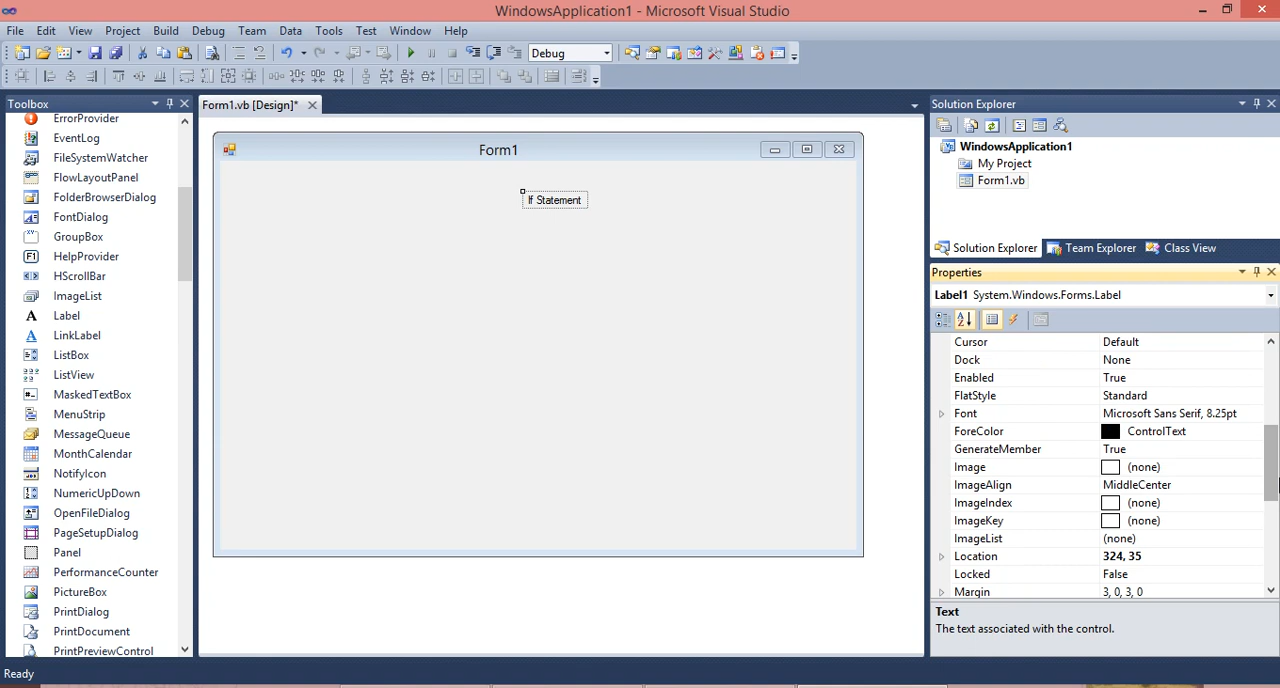 WindowsApplication1 - Microsoft Visual Studio
File Edit View Project Build Debug Team Data Tools Test Window Help
Debug
Toolbox
ErrorProvider
EventLog
FileSystemWatcher
FlowLayoutPanel
FolderBrowserDialog
FontDialog
GroupBox
HelpProvider
HScrollBar
ImageList
Label
LinkLabel
ListBox
ListView
MaskedTextBox
MenuStrip
MessageQueue
MonthCalendar
NotifyIcon
NumericUpDown
OpenFileDialog
PageSetupDialog
Panel
PerformanceCounter
PictureBox
PrintDialog
PrintDocument
PrintPreviewControl
Form1.vb [Design]*
Form1
If Statement
Solution Explorer
WindowsApplication1
My Project
Form1.vb
Solution Explorer Team Explorer Class View
Properties
Label1 System.Windows.Forms.Label
Cursor Default
Dock None
Enabled True
FlatStyle Standard
Font Microsoft Sans Serif, 8.25pt
ForeColor ControlText
GenerateMember True
Image (none)
ImageAlign MiddleCenter
ImageIndex (none)
ImageKey (none)
ImageList (none)
Location 324, 35
Locked False
Margin 3, 0, 3, 0
Text
The text associated with the control.
Ready